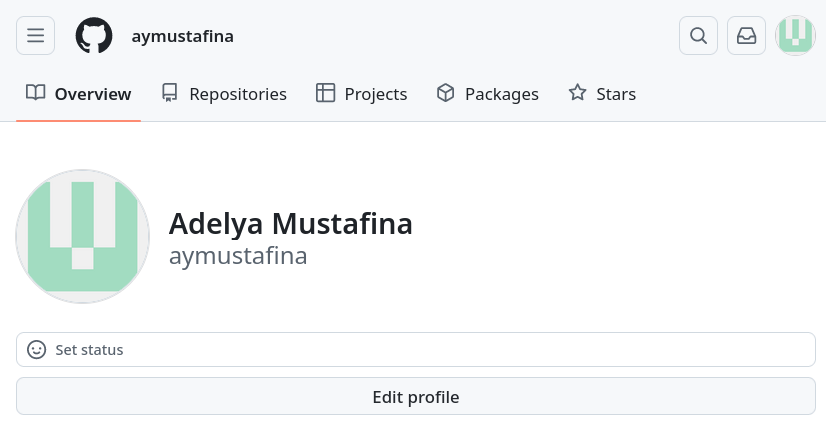 aymustafina
Overview Repositories Projects Packages Stars
Adelya Mustafina
aymustafina
Set status
Edit profile